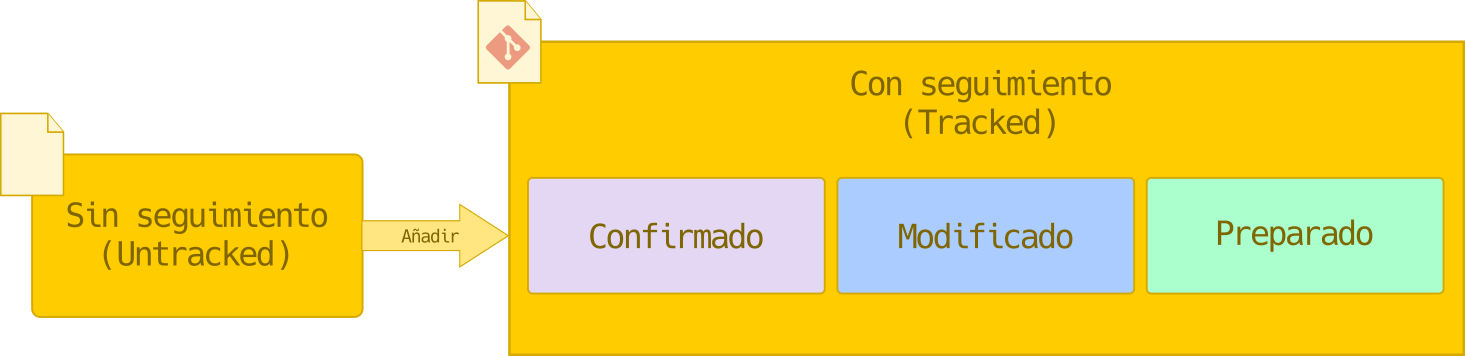 Sin seguimiento
(Untracked)
Añadir
Con seguimiento
(Tracked)
Confirmado
Modificado
Preparado